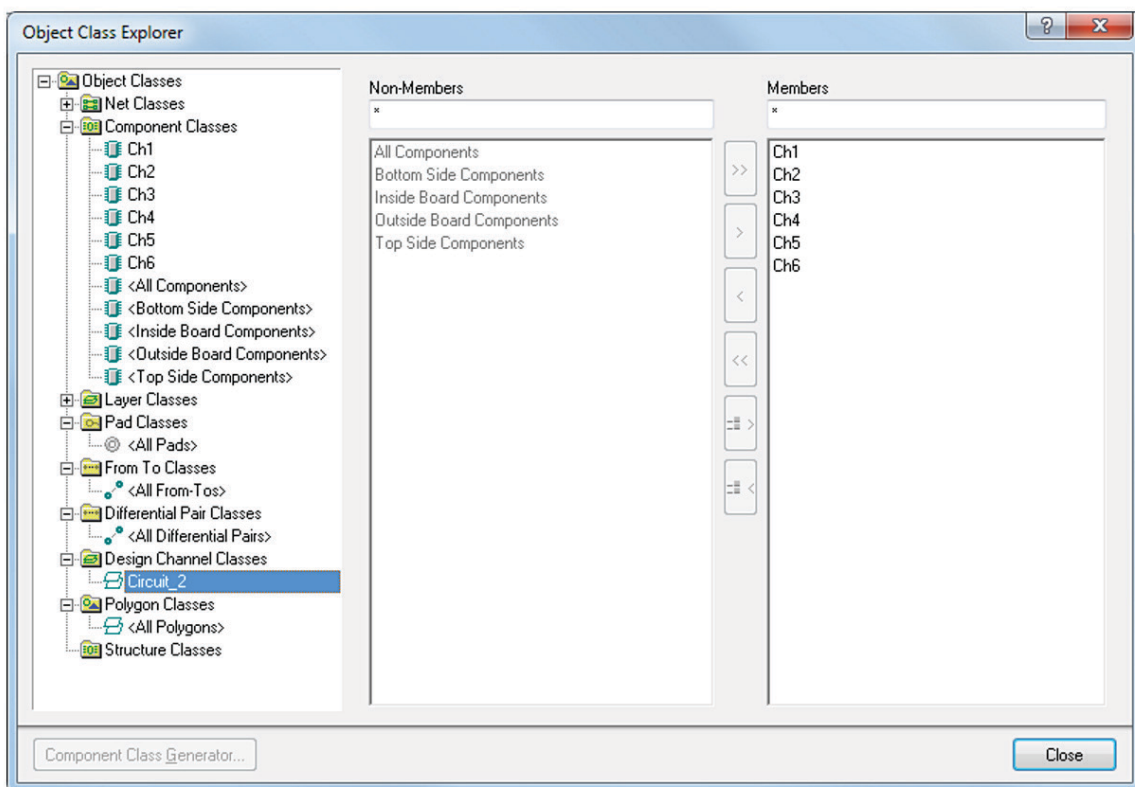 Object Class Explorer
Object Classes
Net Classes
Component Classes
Ch1
Ch2
Ch3
Ch4
Ch5
Ch6
<All Components>
<Bottom Side Components>
<Inside Board Components>
<Outside Board Components>
<Top Side Components>
Layer Classes
Pad Classes
<All Pads>
From To Classes
<All From-Tos>
Differential Pair Classes
<All Differential Pairs>
Design Channel Classes
Circuit_2
Polygon Classes
<All Polygons>
Structure Classes
Non-Members
*
All Components
Bottom Side Components
Inside Board Components
Outside Board Components
Top Side Components
>>
>
<
<<
>
<
Members
*
Ch1
Ch2
Ch3
Ch4
Ch5
Ch6
Component Class Generator...
Close